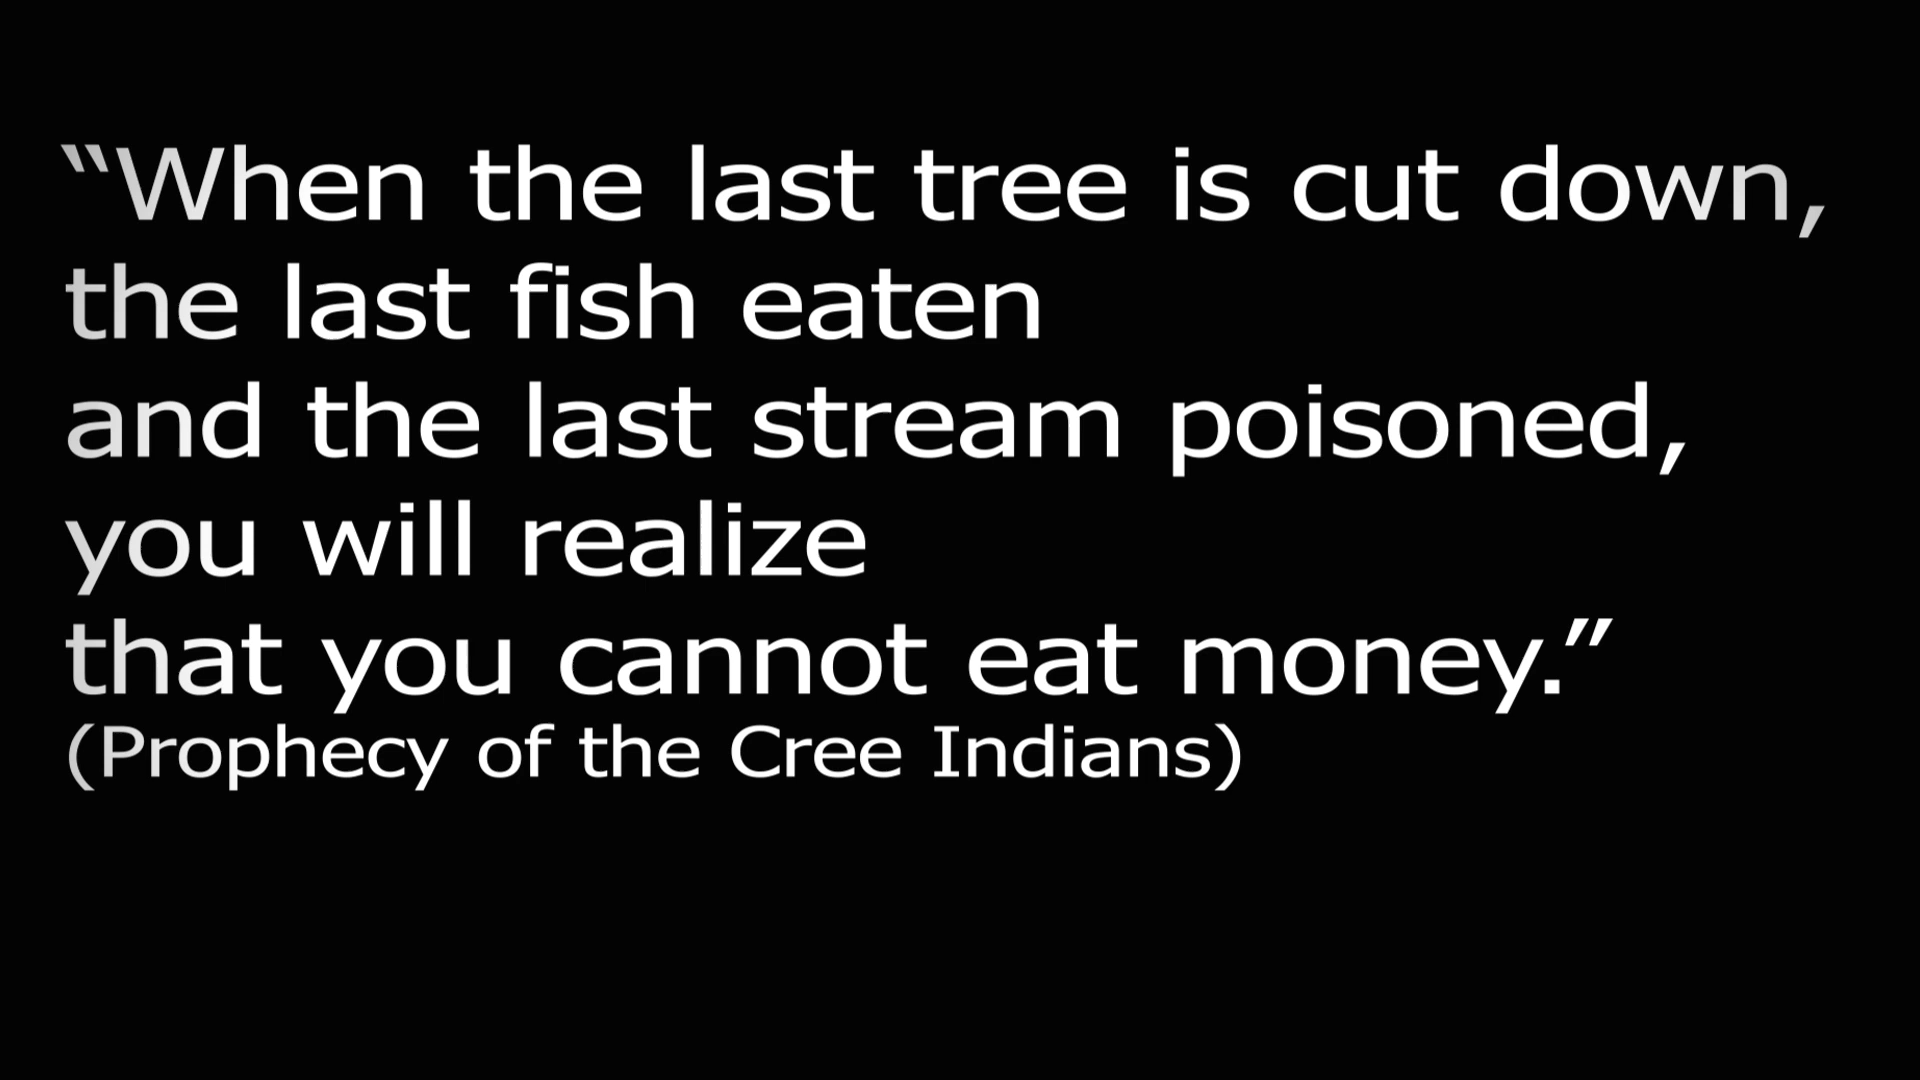 “When the last tree is cut down,
the last fish eaten
and the last stream poisoned,
you will realize
that you cannot eat money.”
(Prophecy of the Cree Indians)